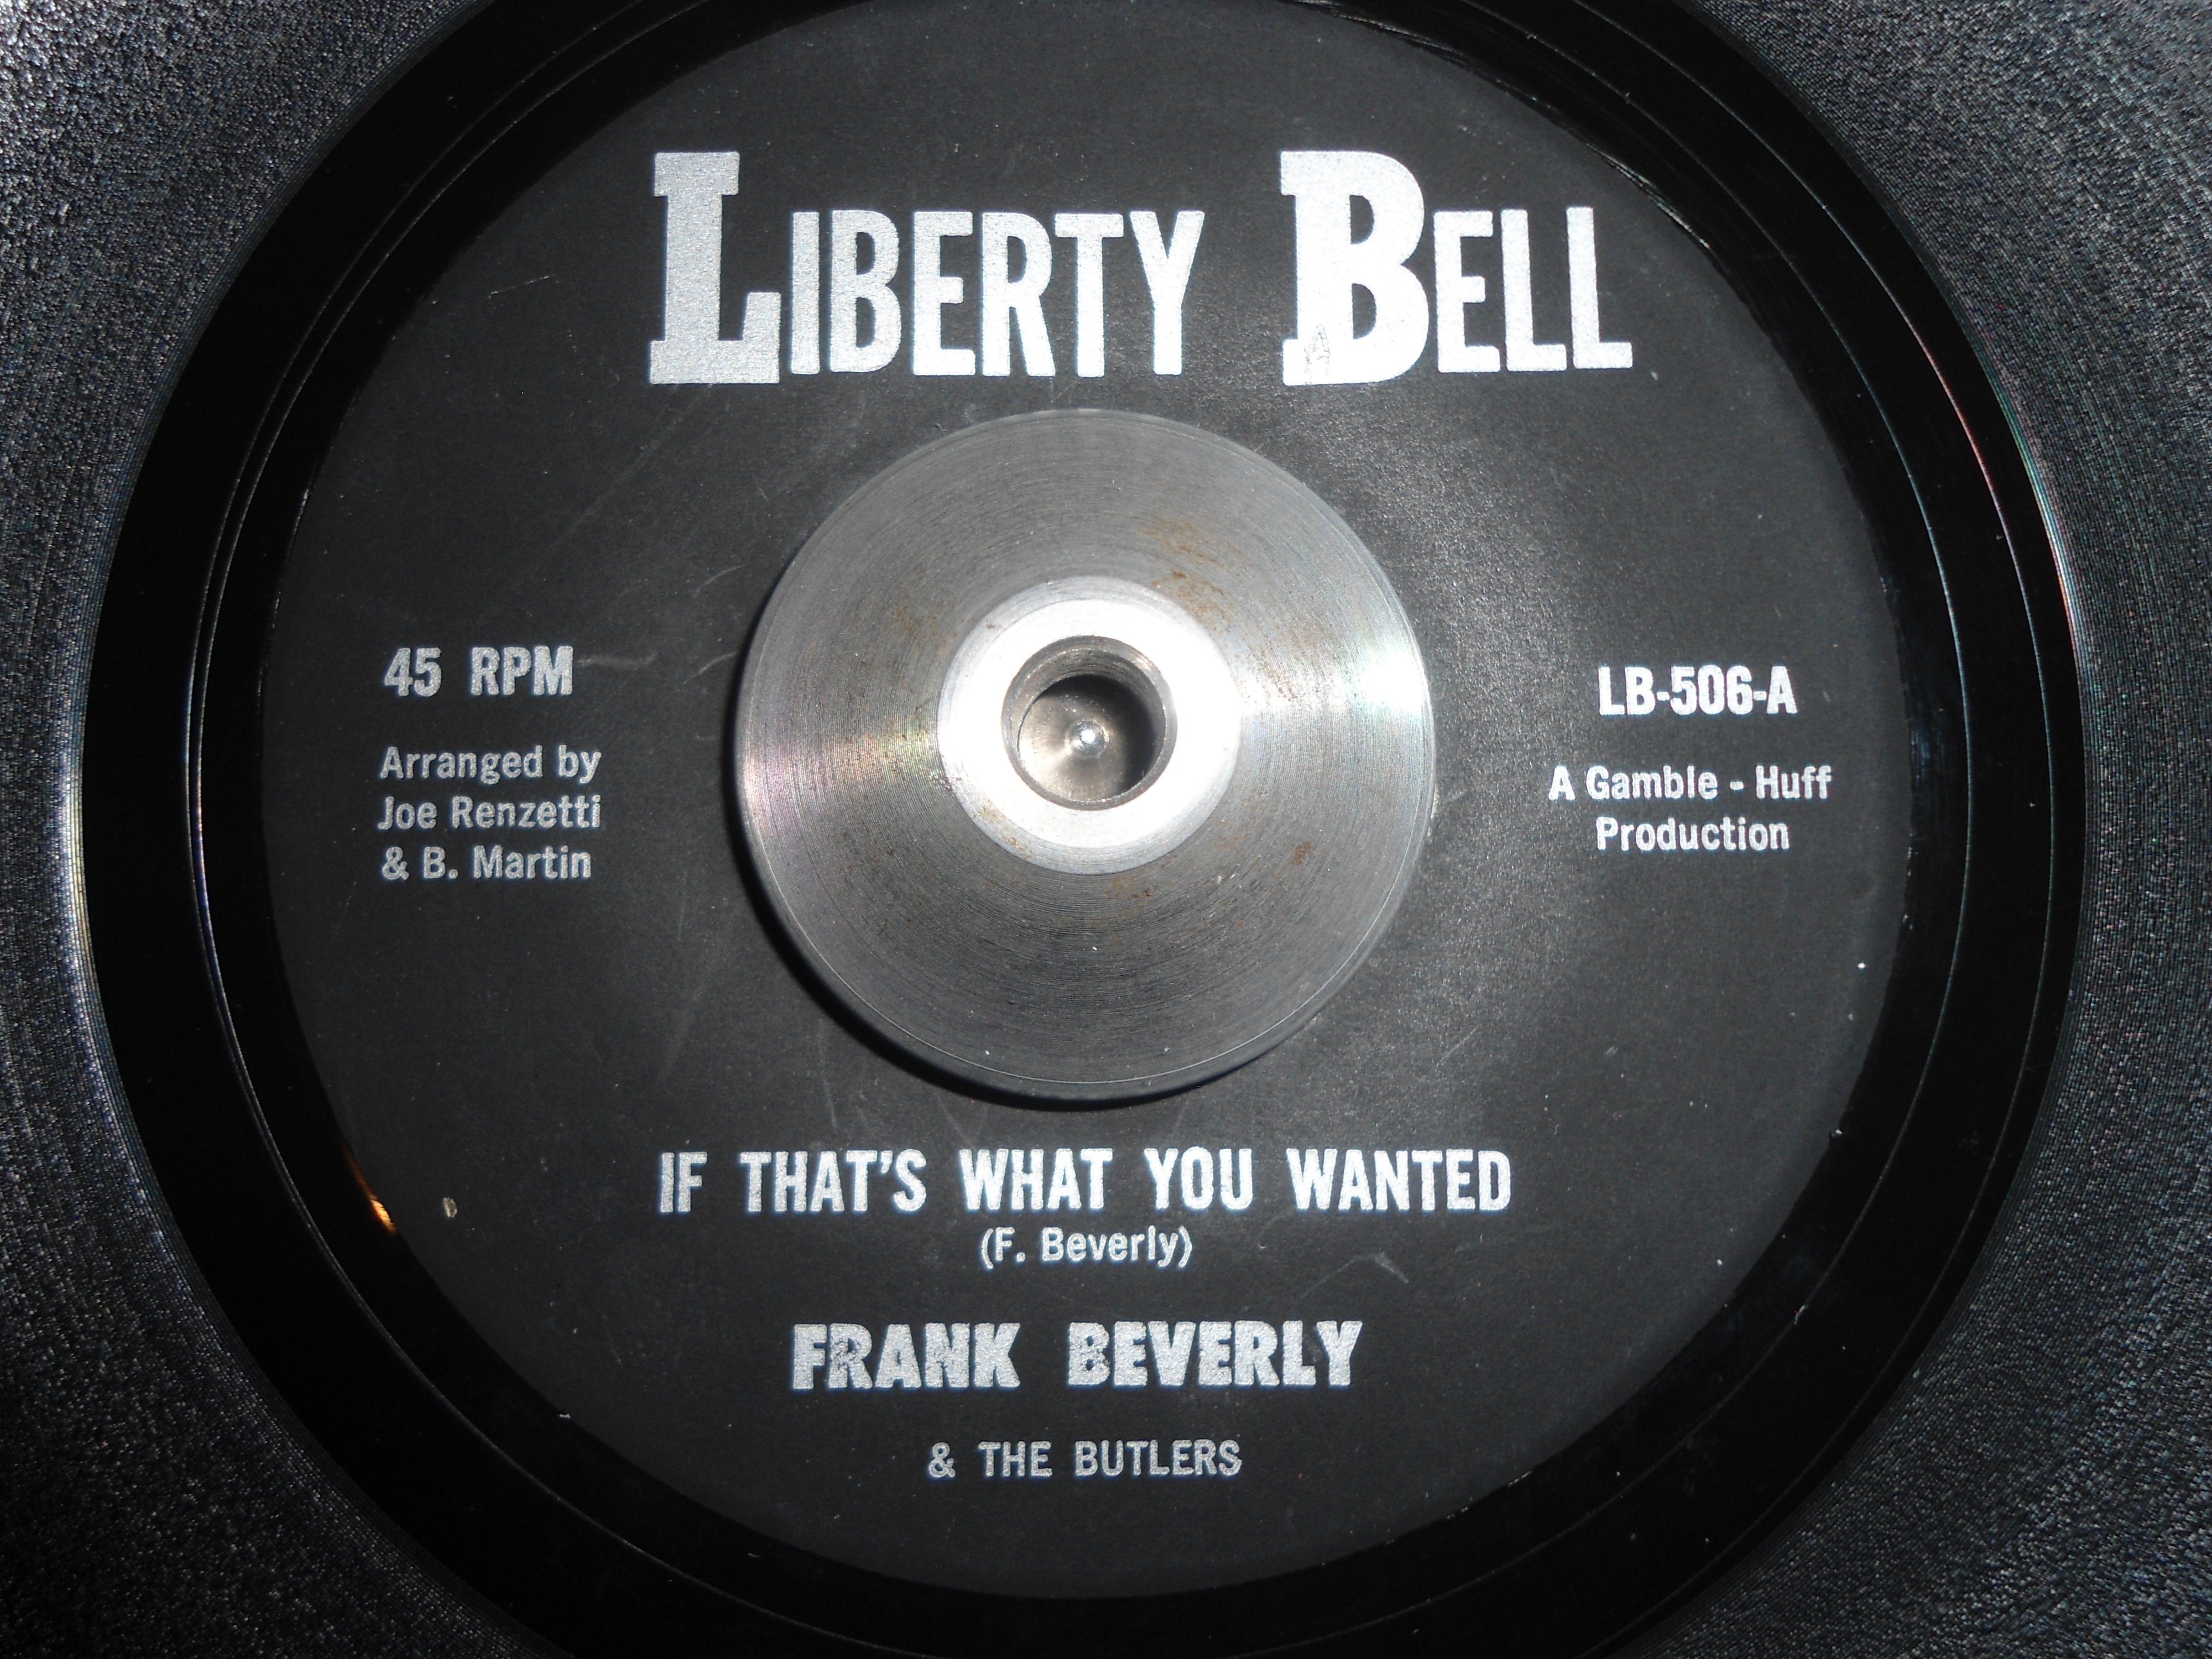 LIBERTY BELL
45 RPM
Arranged by
Joe Renzetti
& B. Martin
LB-506-A
A Gamble - Huff
Production
IF THAT'S WHAT YOU WANTED
(F. Beverly)
FRANK BEVERLY
& THE BUTLERS